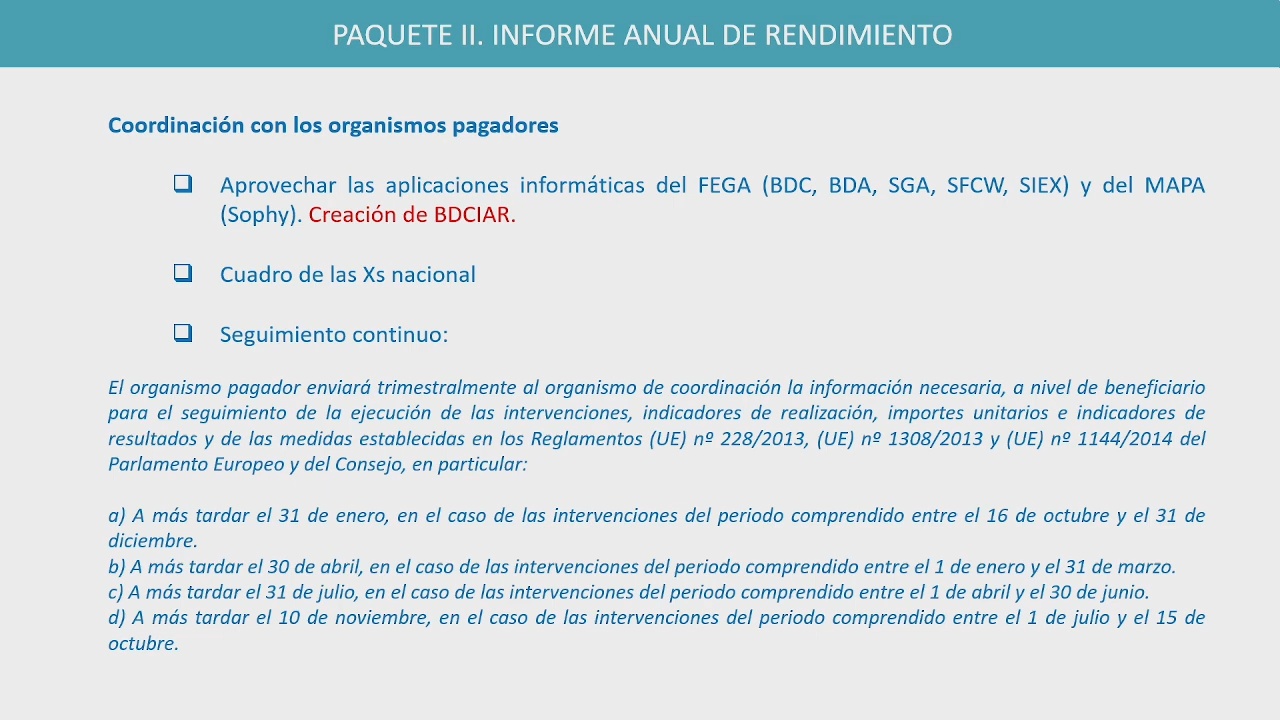 PAQUETE II. INFORME ANUAL DE RENDIMIENTO
Coordinación con los organismos pagadores
Aprovechar las aplicaciones informáticas del FEGA (BDC, BDA, SGA, SFCW, SIEX) y del MAPA
(Sophy). Creación de BDCIAR.
Cuadro de las Xs nacional
Seguimiento continuo:
El organismo pagador enviará trimestralmente al organismo de coordinación la información necesaria, a nivel de beneficiario
para el seguimiento de la ejecución de las intervenciones, indicadores de realización, importes unitarios e indicadores de
resultados y de las medidas establecidas en los Reglamentos (UE) nº 228/2013, (UE) nº 1308/2013 y (UE) nº 1144/2014 del
Parlamento Europeo y del Consejo, en particular:
a) A más tardar el 31 de enero, en el caso de las intervenciones del periodo comprendido entre el 16 de octubre y el 31 de
diciembre.
b) A más tardar el 30 de abril, en el caso de las intervenciones del periodo comprendido entre el 1 de enero y el 31 de marzo.
c) A más tardar el 31 de julio, en el caso de las intervenciones del periodo comprendido entre el 1 de abril y el 30 de junio.
d) A más tardar el 10 de noviembre, en el caso de las intervenciones del periodo comprendido entre el 1 de julio y el 15 de
octubre.